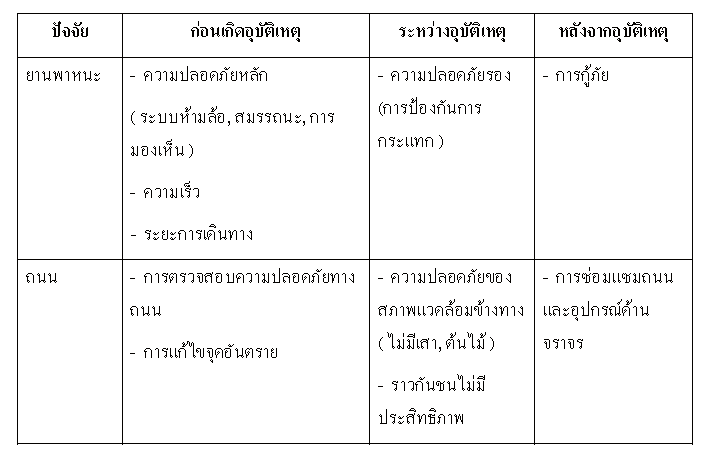 ปัจจัย ก่อนเกิดอุบัติเหตุ ระหว่างอุบัติเหตุ หลังจากอุบัติเหตุ
ยานพาหนะ
- ความปลอดภัยหลัก
( ระบบห้ามล้อ, สมรรถนะ, การ
มองเห็น )
- ความเร็ว
- ระยะการเดินทาง
- ความปลอดภัยรอง
(การป้องกันการ
กระแทก )
- การกู้ภัย
ถนน
- การตรวจสอบความปลอดภัยทาง
ถนน
- การแก้ไขจุดอันตราย
- ความปลอดภัยของ
สภาพแวดล้อมข้างทาง
( ไม่มีเสา, ต้นไม้ )
- ราวกันชนไม่มี
ประสิทธิภาพ
- การซ่อมแซมถนน
และอุปกรณ์ด้าน
จราจร